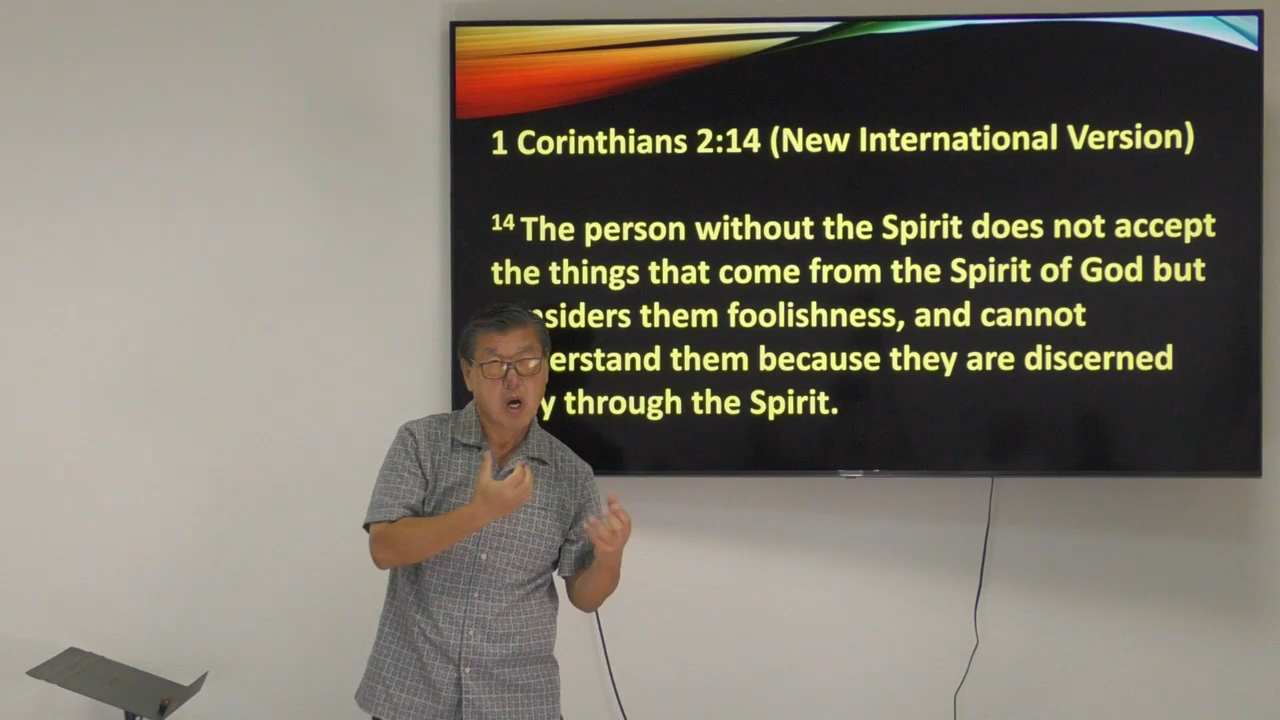 1 Corinthians 2:14 (New International Version)
14 The person without the Spirit does not accept
the things that come from the Spirit of God but
them foolishness, and cannot
them because they are discerned
through the Spirit.